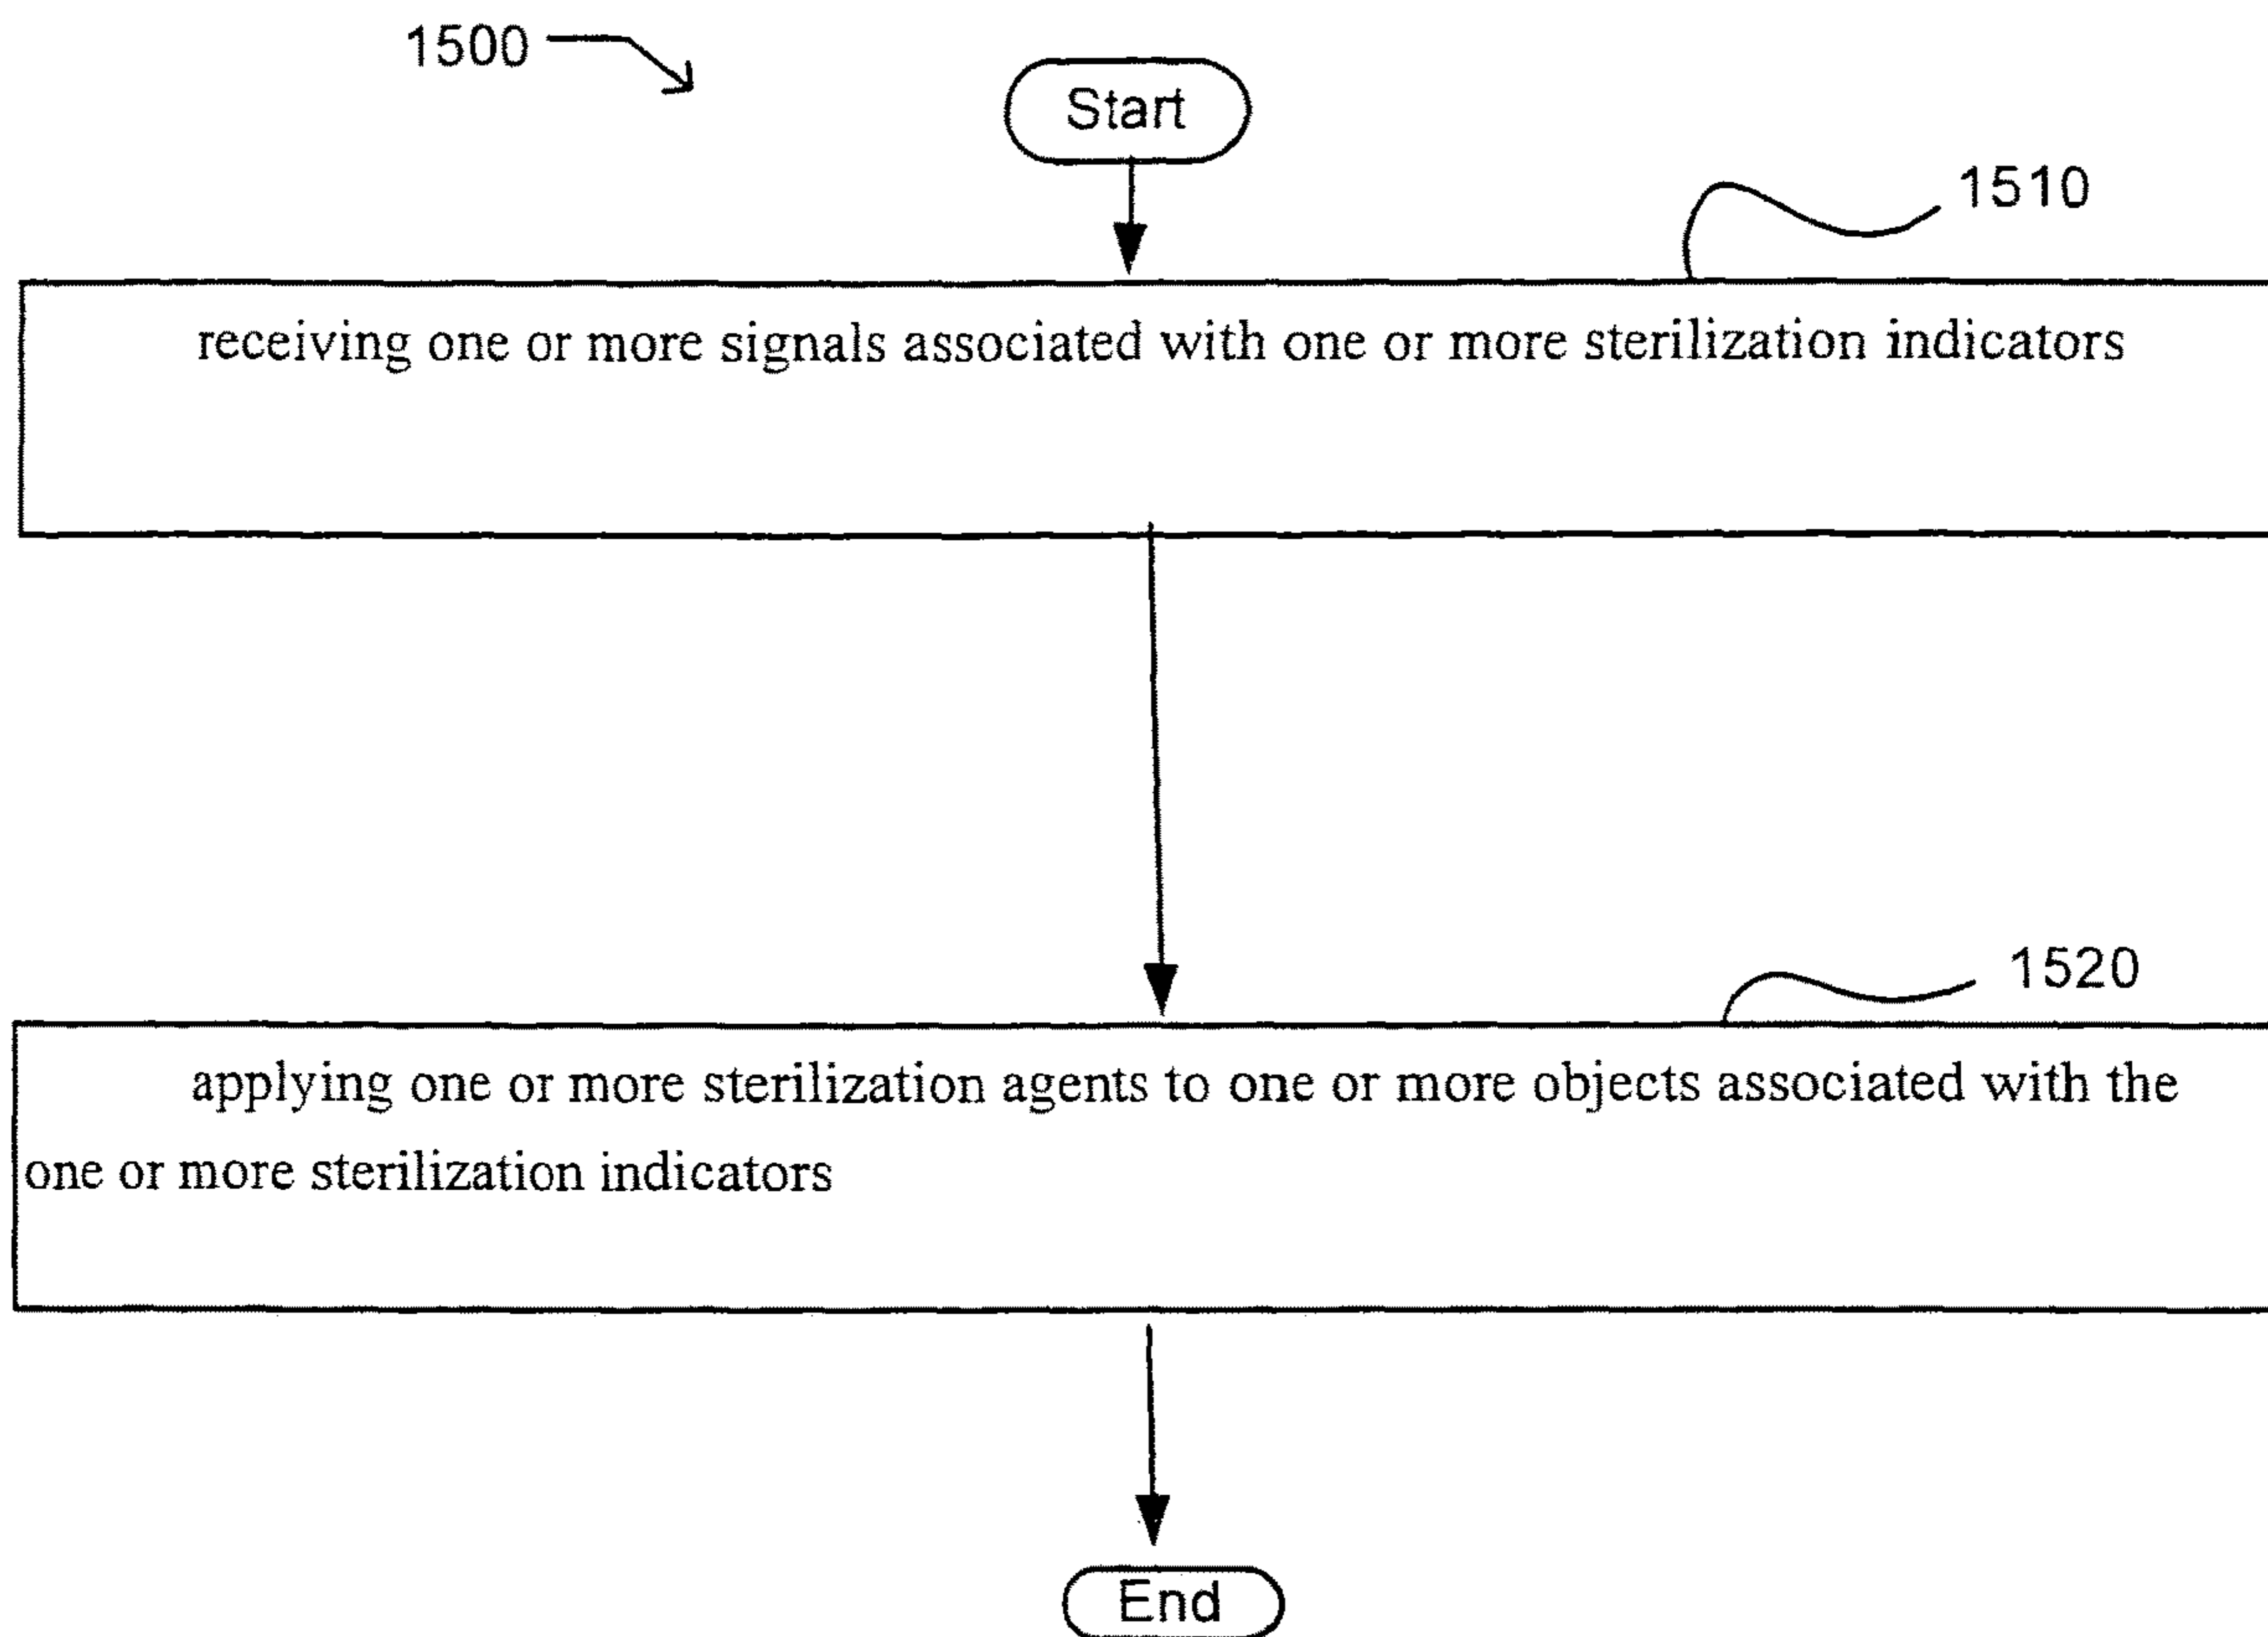 1500
Start
1510
receiving one or more signals associated with one or more sterilization indicators
1520
applying one or more sterilization agents to one or more objects associated with the
one or more sterilization indicators
End